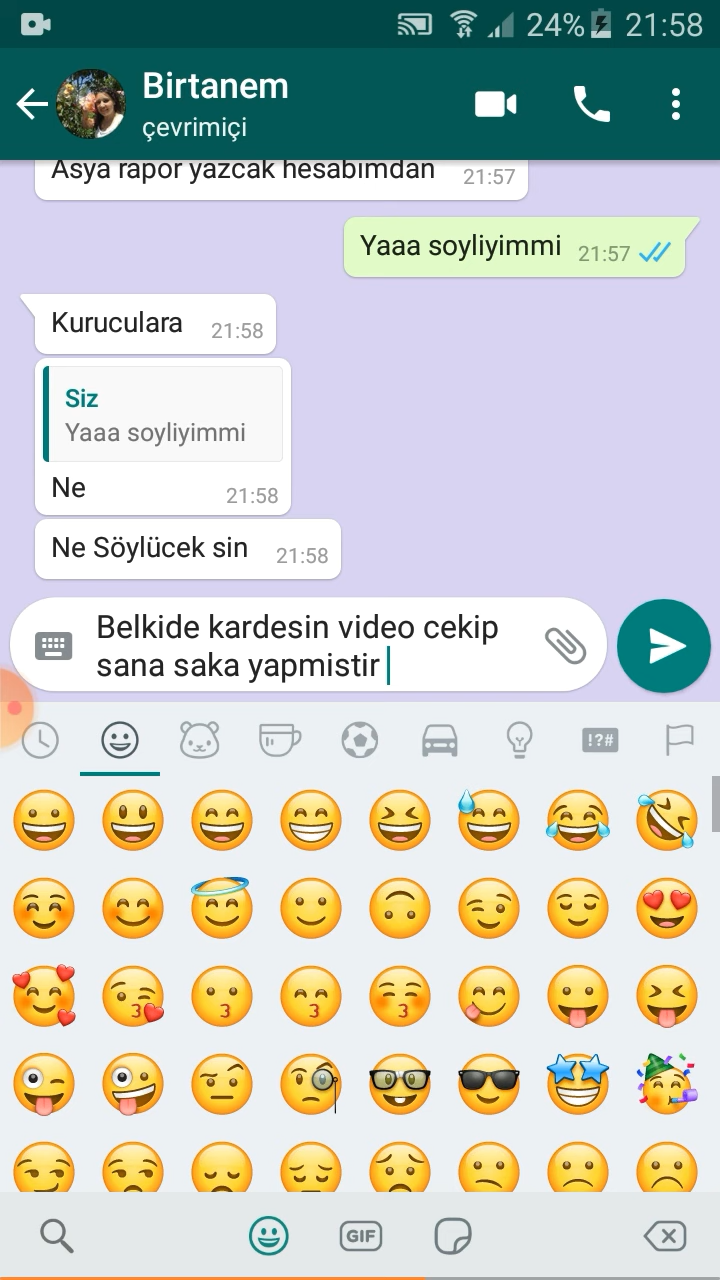 24% 21:58
Birtanem
çevrimiçi
Asya rapor yazcak hesabımdan 21:57
Yaaa soyliyimmi 21:57
Kuruculara 21:58
Siz
Yaaa soyliyimmi
Ne 21:58
Ne Söylücek sin 21:58
Belkide kardesin video cekip
sana saka yapmistir
!?#
GIF